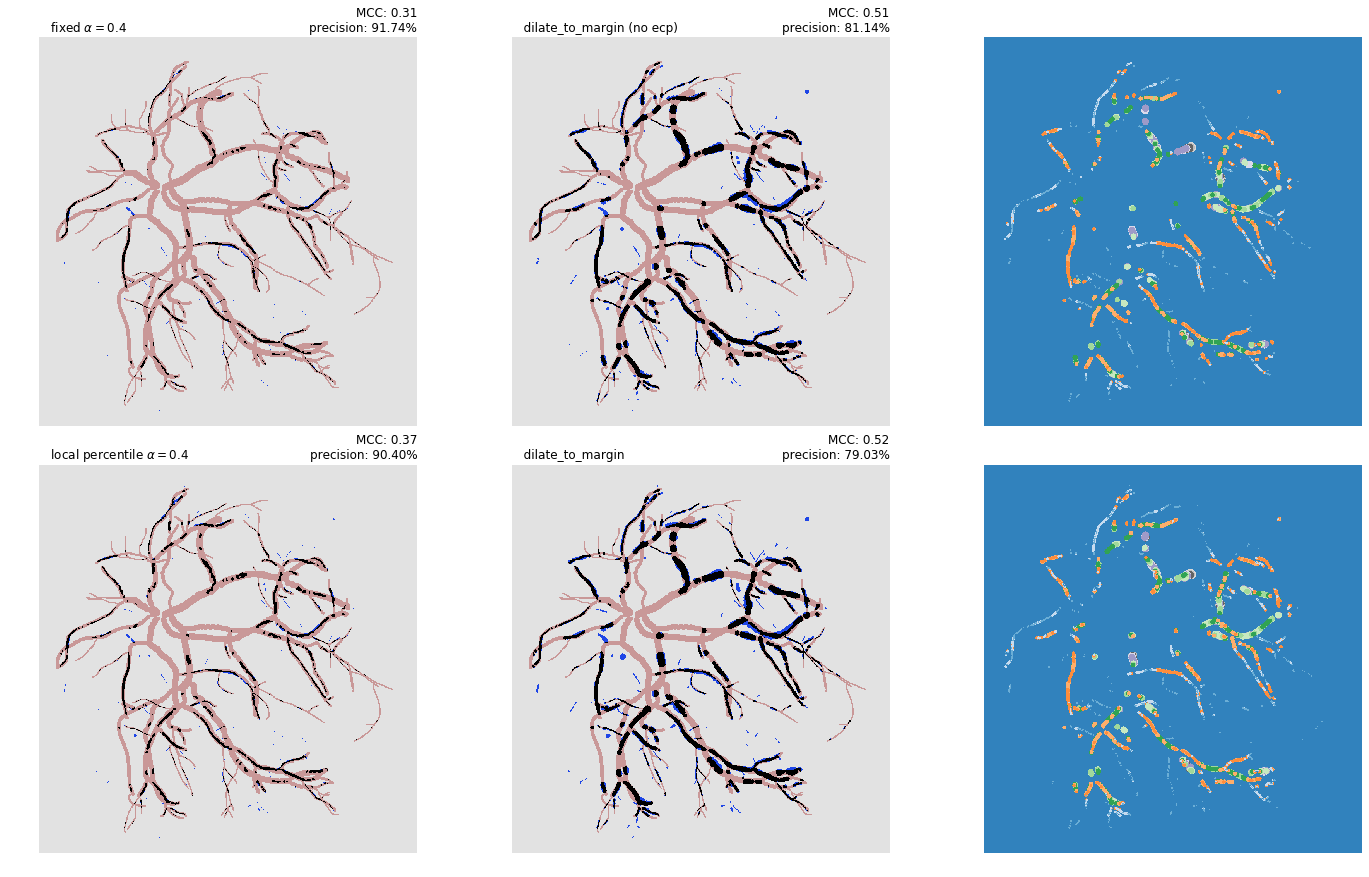 MCC: 0.31
fixed α = 0.4 precision: 91.74%
MCC: 0.51
dilate_to_margin (no ecp) precision: 81.14%
MCC: 0.37
local percentile α = 0.4 precision: 90.40%
MCC: 0.52
dilate_to_margin precision: 79.03%